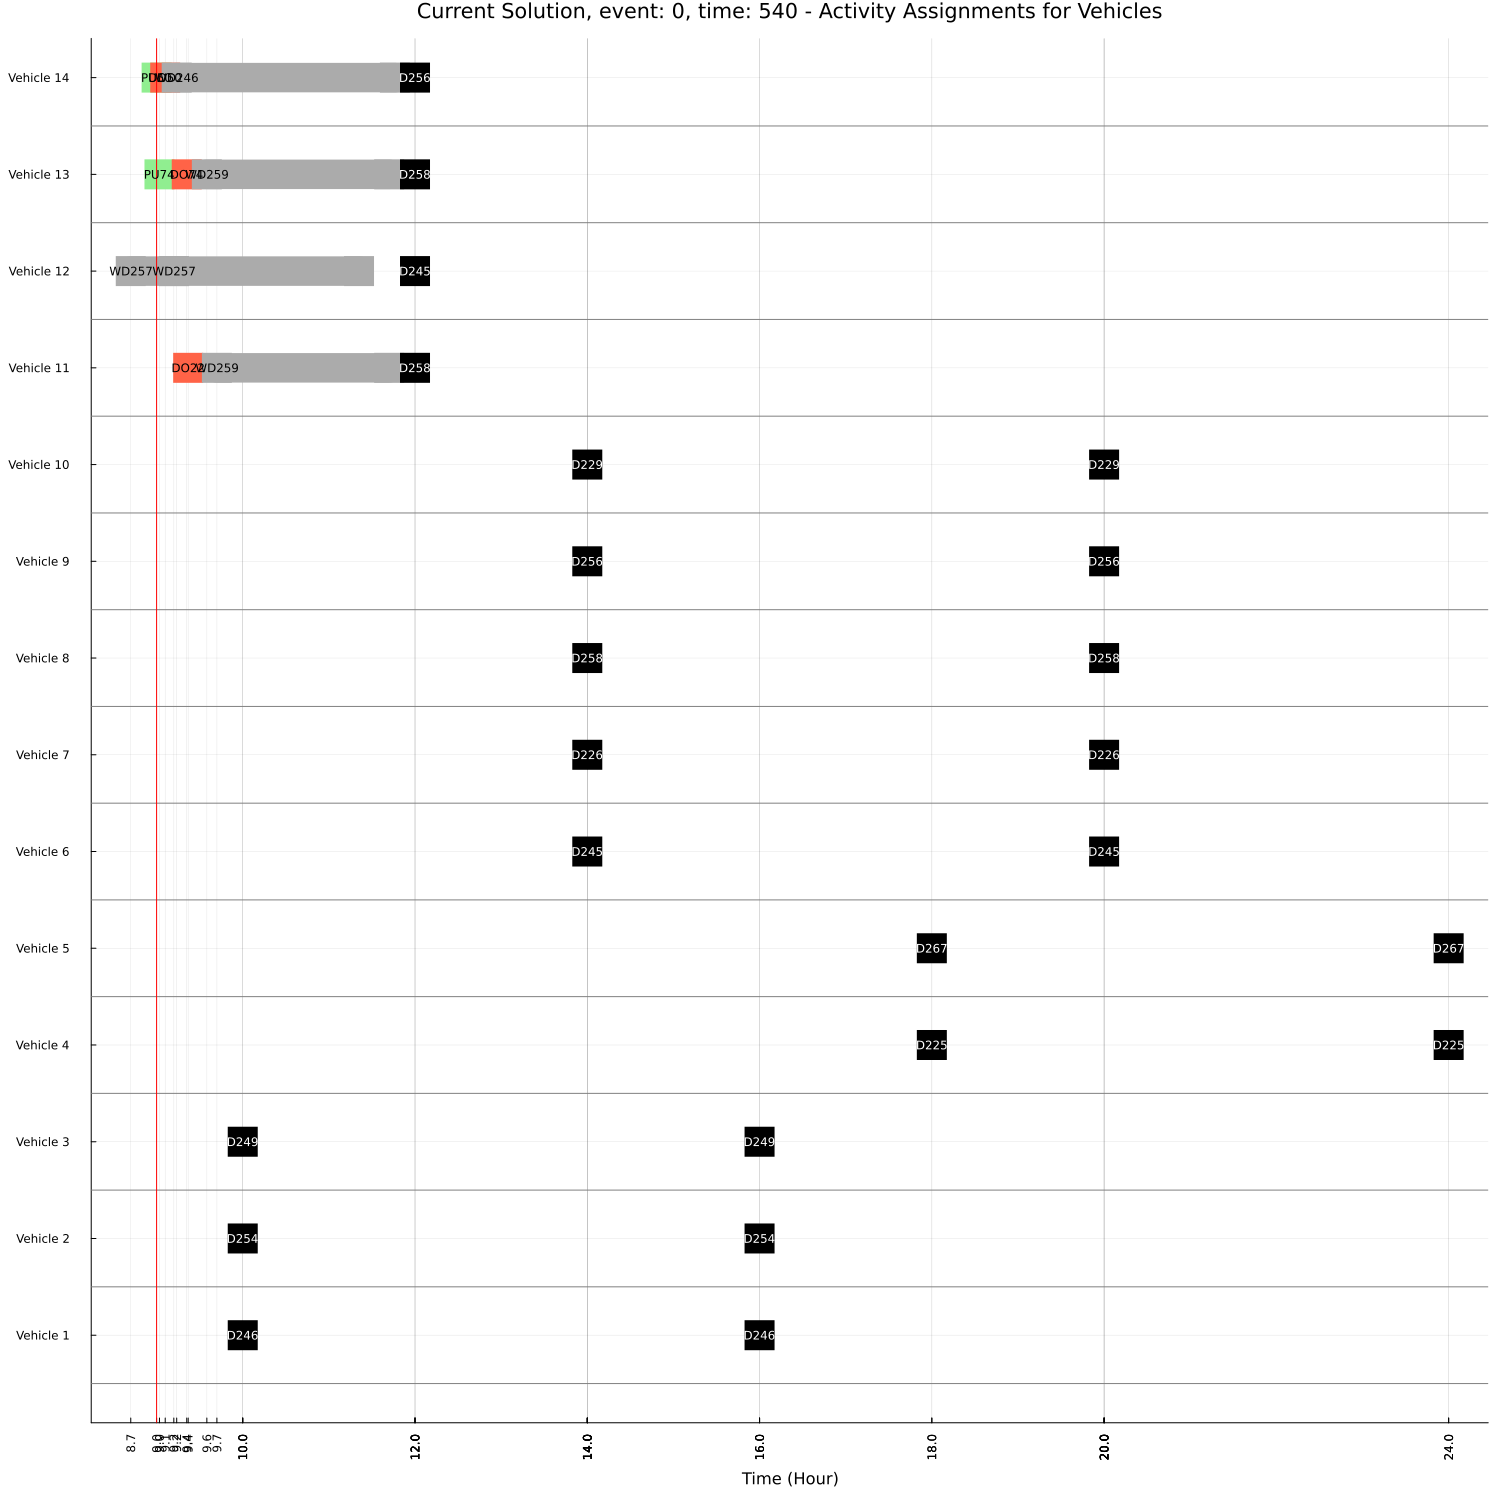 Current Solution, event: 0, time: 540 - Activity Assignments for Vehicles
Vehicle 14 WD246 D256
Vehicle 13 PU74 WD259 D258
Vehicle 12 WD257 WD257 D245
Vehicle 11 DO22 WD259 D258
Vehicle 10 D229 D229
Vehicle 9 D256 D256
Vehicle 8 D258 D258
Vehicle 7 D226 D226
Vehicle 6 D245 D245
Vehicle 5 D267 D267
Vehicle 4 D225 D225
Vehicle 3 D249 D249
Vehicle 2 D254 D254
Vehicle 1 D246 D246
8.7 9.4 9.6 9.7 10.0 12.0 14.0 16.0 18.0 20.0 24.0
Time (Hour)